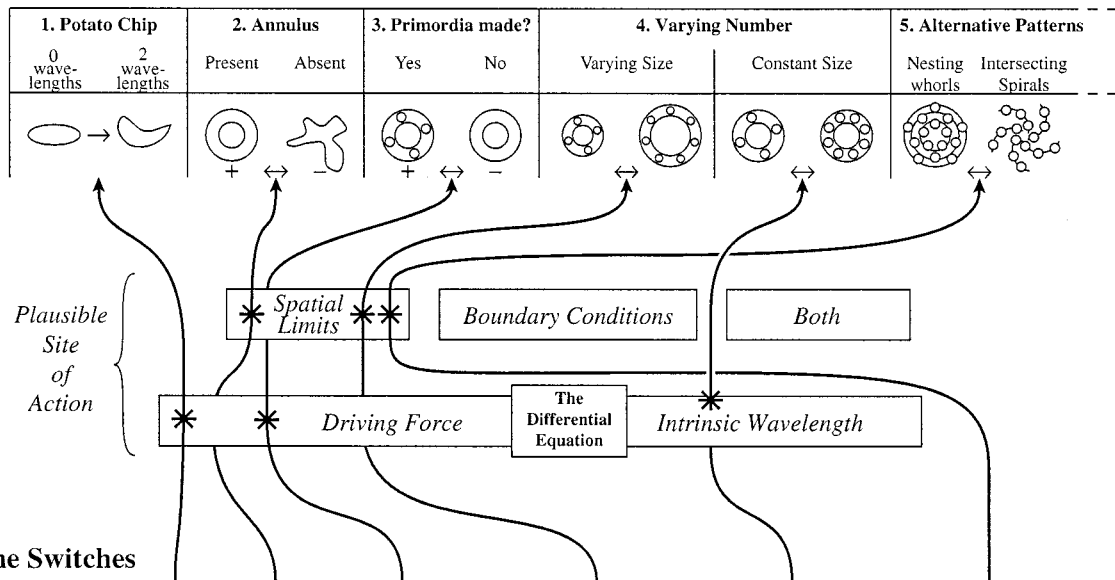 1. Potato Chip
2. Annulus
3. Primordia made?
4. Varying Number
5. Alternative Patterns
0
wave-
lengths
2
wave-
lengths
Present
Absent
Yes
No
Varying Size
Constant Size
Nesting
whorls
Intersecting
Spirals
+ ↔ −
+ ↔ −
Plausible
Site
of
Action
Spatial
Limits
Boundary Conditions
Both
Driving Force
The
Differential
Equation
Intrinsic Wavelength
ne Switches